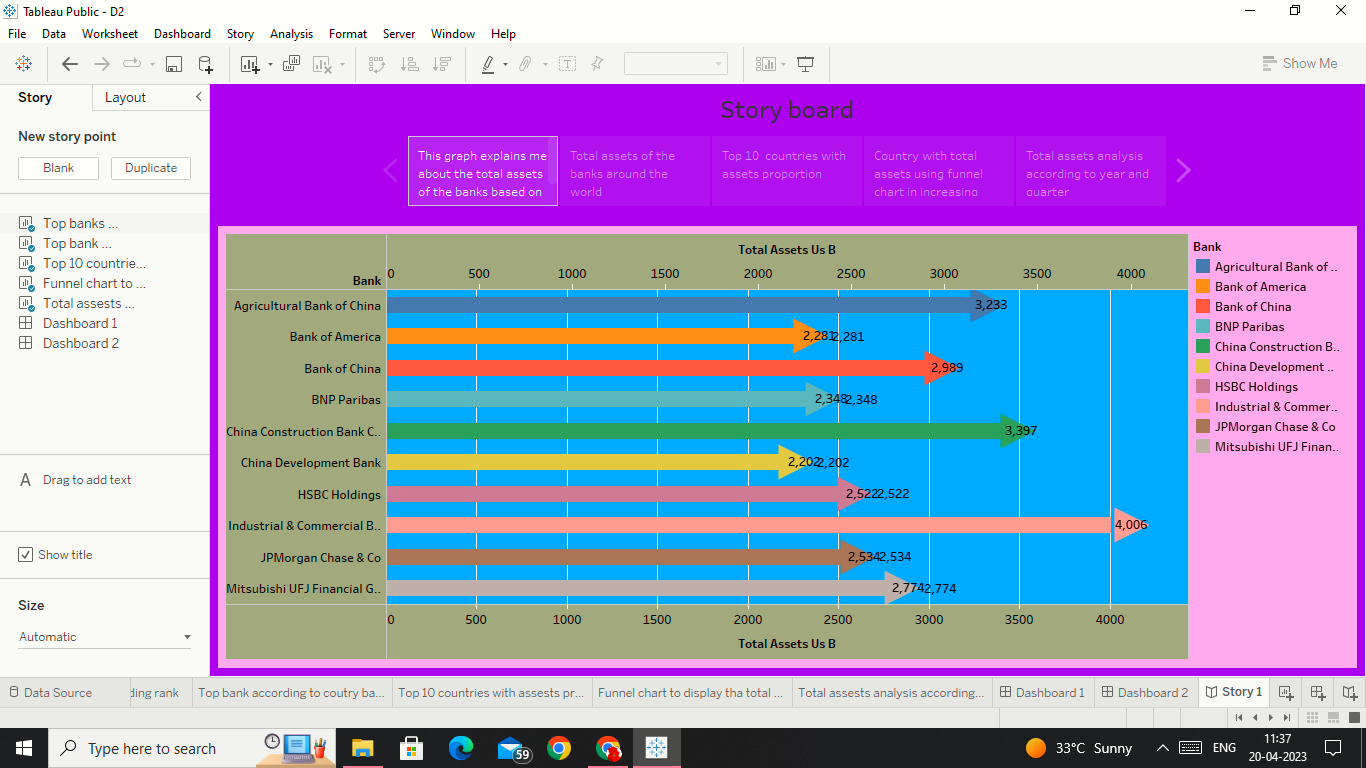 Tableau Public - D2
File Data Worksheet Dashboard Story Analysis Format Server Window Help
Show Me
Story Layout
New story point
Blank Duplicate
Top banks ...
Top bank ...
Top 10 countrie...
Funnel chart to ...
Total assests ...
Dashboard 1
Dashboard 2
A Drag to add text
Show title
Size
Automatic
Story board
This graph explains me
about the total assets
of the banks based on
Total assets of the
banks around the
world
Top 10 countries with
assets proportion
Country with total
assets using funnel
chart in increasing
Total assets analysis
according to year and
quarter
Total Assets Us B
Bank
0 500 1000 1500 2000 2500 3000 3500 4000
Agricultural Bank of China 3,233
Bank of America 2,281 2,281
Bank of China 2,989
BNP Paribas 2,348 2,348
China Construction Bank C.. 3,397
China Development Bank 2,202 2,202
HSBC Holdings 2,522 2,522
Industrial & Commercial B.. 4,006
JPMorgan Chase & Co 2,534 2,534
Mitsubishi UFJ Financial G.. 2,774 2,774
0 500 1000 1500 2000 2500 3000 3500 4000
Total Assets Us B
Bank
Agricultural Bank of ..
Bank of America
Bank of China
BNP Paribas
China Construction B..
China Development ..
HSBC Holdings
Industrial & Commer..
JPMorgan Chase & Co
Mitsubishi UFJ Finan..
Data Source ding rank Top bank according to coutry ba... Top 10 countries with assests pr... Funnel chart to display tha total ... Total assests analysis according... Dashboard 1 Dashboard 2 Story 1
Type here to search
59
33°C Sunny
ENG
11:37
20-04-2023